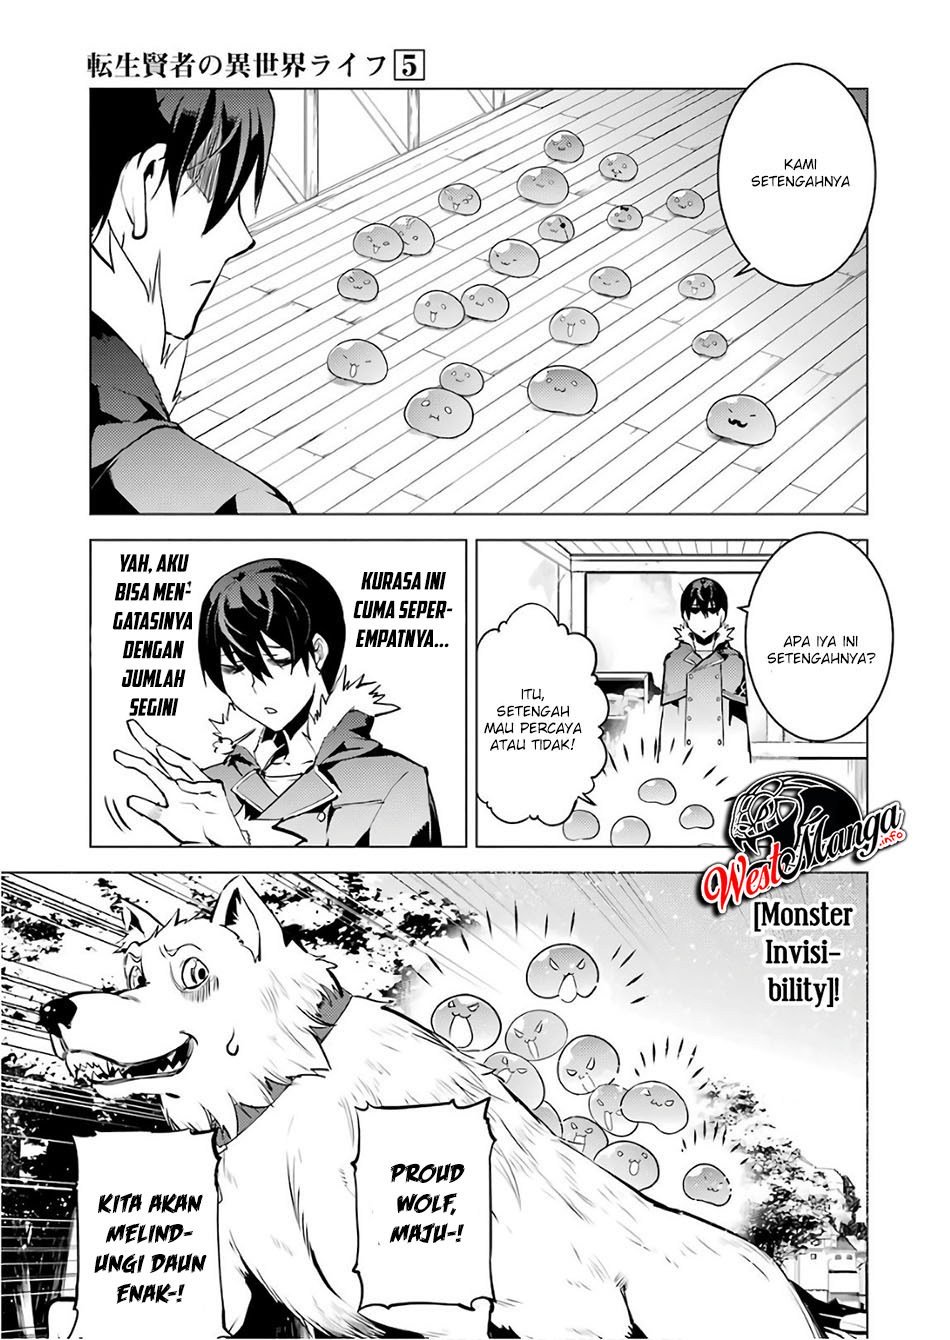 転生賢者の異世界ライフ 5
KAMI
SETENGAHNYA
APA IYA INI
SETENGAHNYA?
ITU,
SETENGAH
MAU PERCAYA
ATAU TIDAK!
KURASA INI
CUMA SEPER-
EMPATNYA...
YAH, AKU
BISA MEN-
GATASINYA
DENGAN
JUMLAH
SEGINI
WestManga
.info
[Monster
Invisi-
bility]!
PROUD
WOLF,
MAJU-!
KITA AKAN
MELIND-
UNGI DAUN
ENAK-!